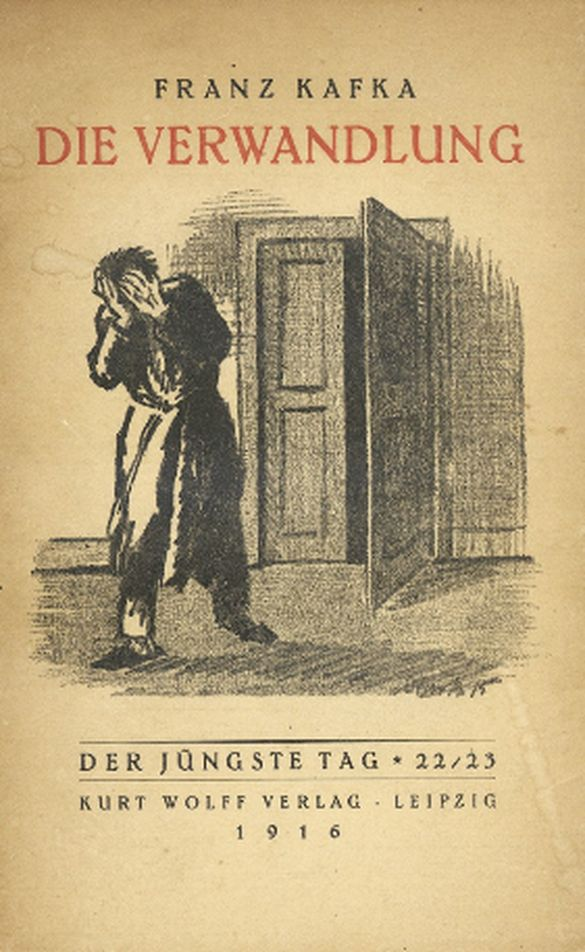 FRANZ KAFKA
DIE VERWANDLUNG
DER JÜNGSTE TAG * 22/23
KURT WOLFF VERLAG · LEIPZIG
1916